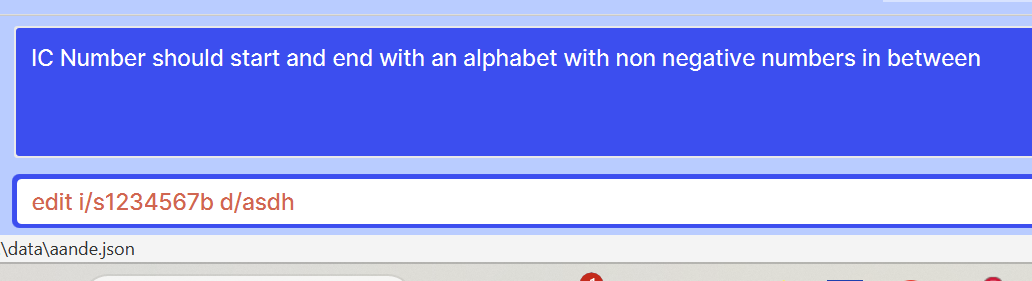 IC Number should start and end with an alphabet with non negative numbers in between
edit i/s1234567b d/asdh
\data\aande.json